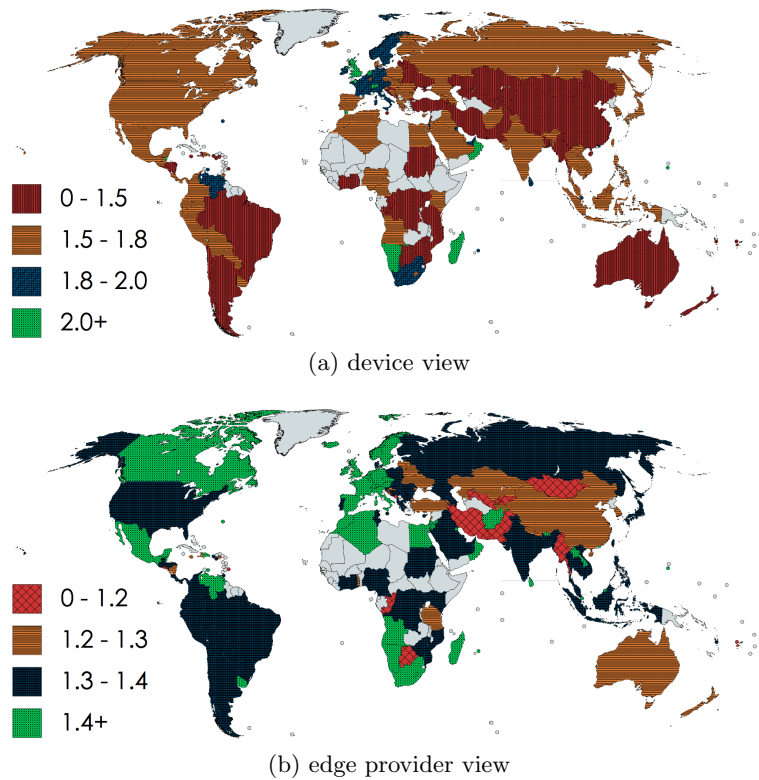 0 - 1.5
1.5 - 1.8
1.8 - 2.0
2.0+
(a) device view
0 - 1.2
1.2 - 1.3
1.3 - 1.4
1.4+
(b) edge provider view